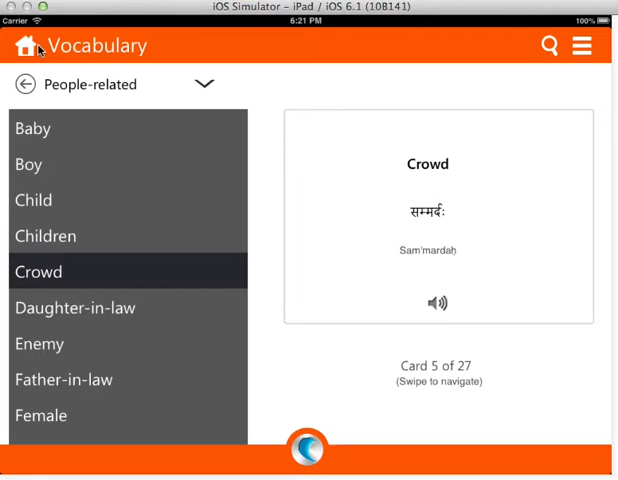 iOS Simulator – iPad / iOS 6.1 (10B141)
Carrier 6:21 PM 100%
Vocabulary
People-related
Baby
Boy
Child
Children
Crowd
Daughter-in-law
Enemy
Father-in-law
Female
Crowd
सम्मर्दः
Sam'mardaḥ
Card 5 of 27
(Swipe to navigate)